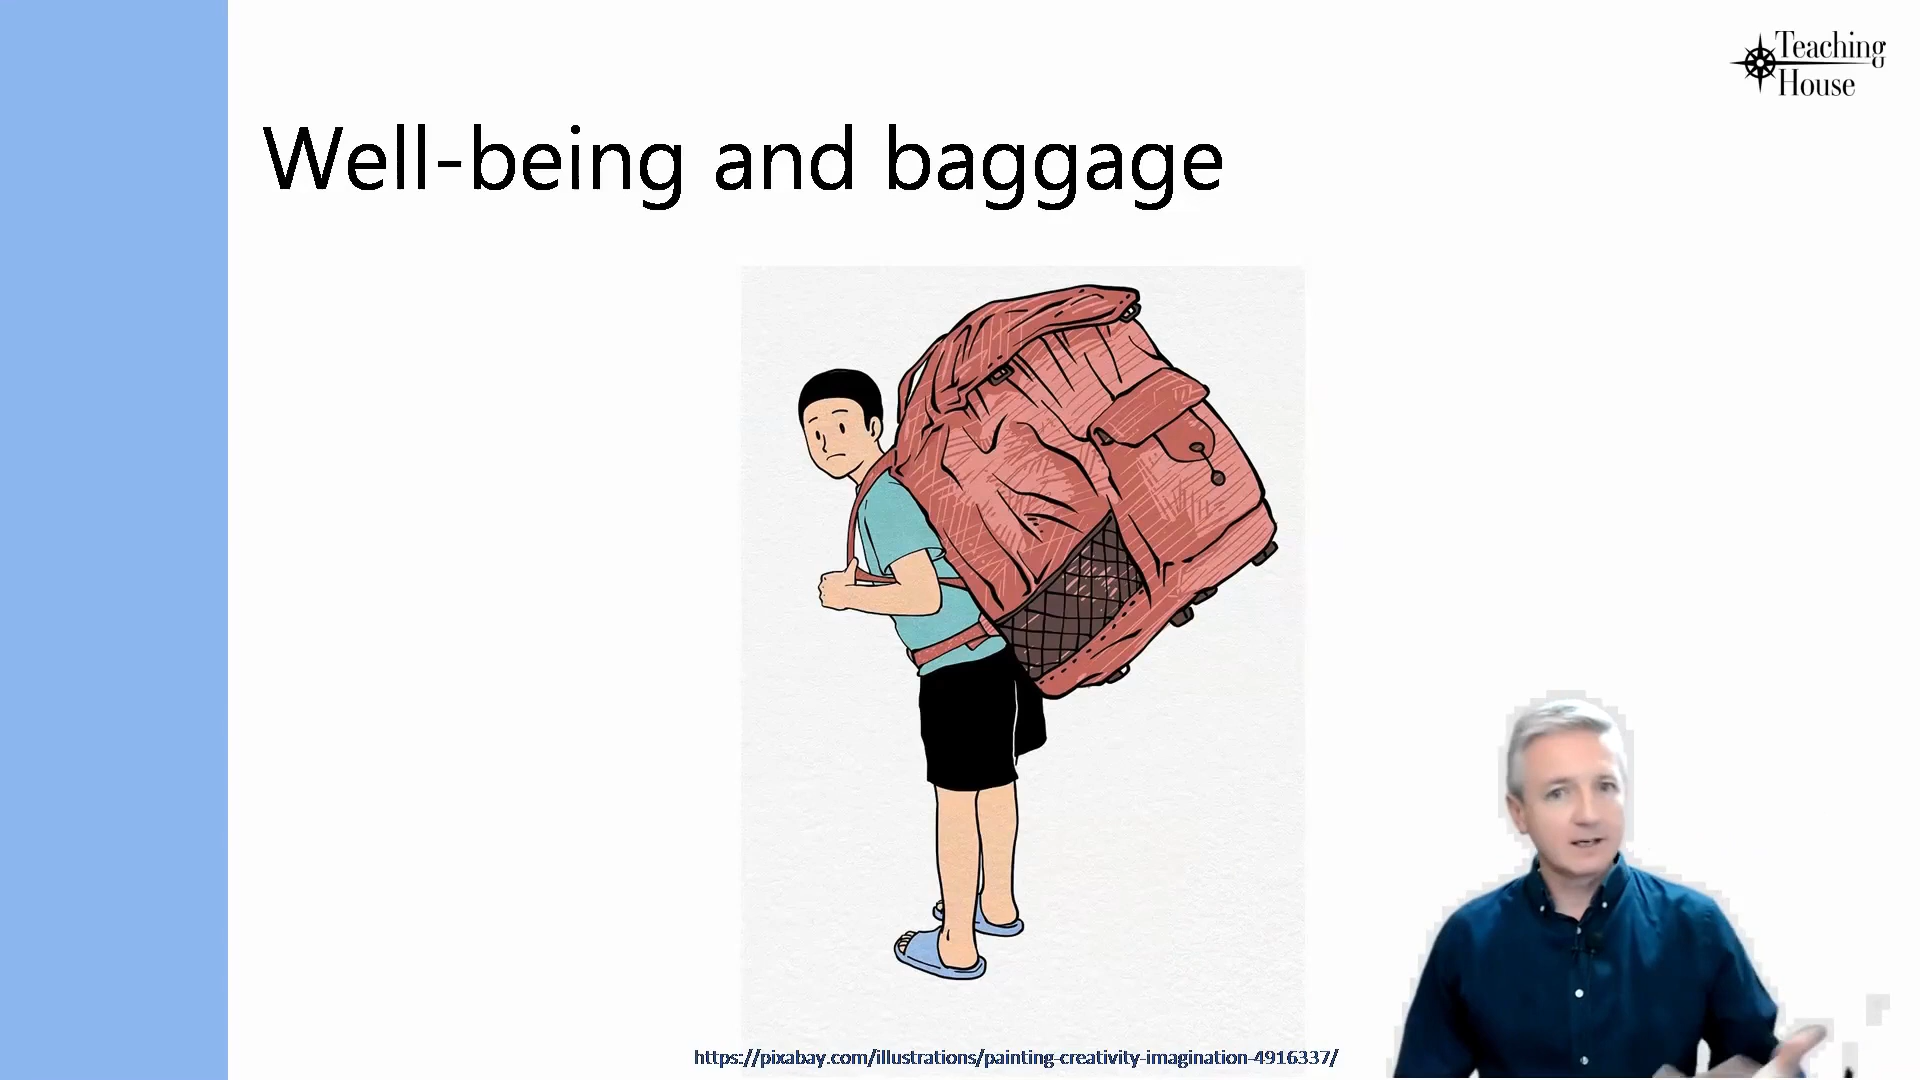 Teaching
House
Well-being and baggage
https://pixabay.com/illustrations/painting-creativity-imagination-4916337/